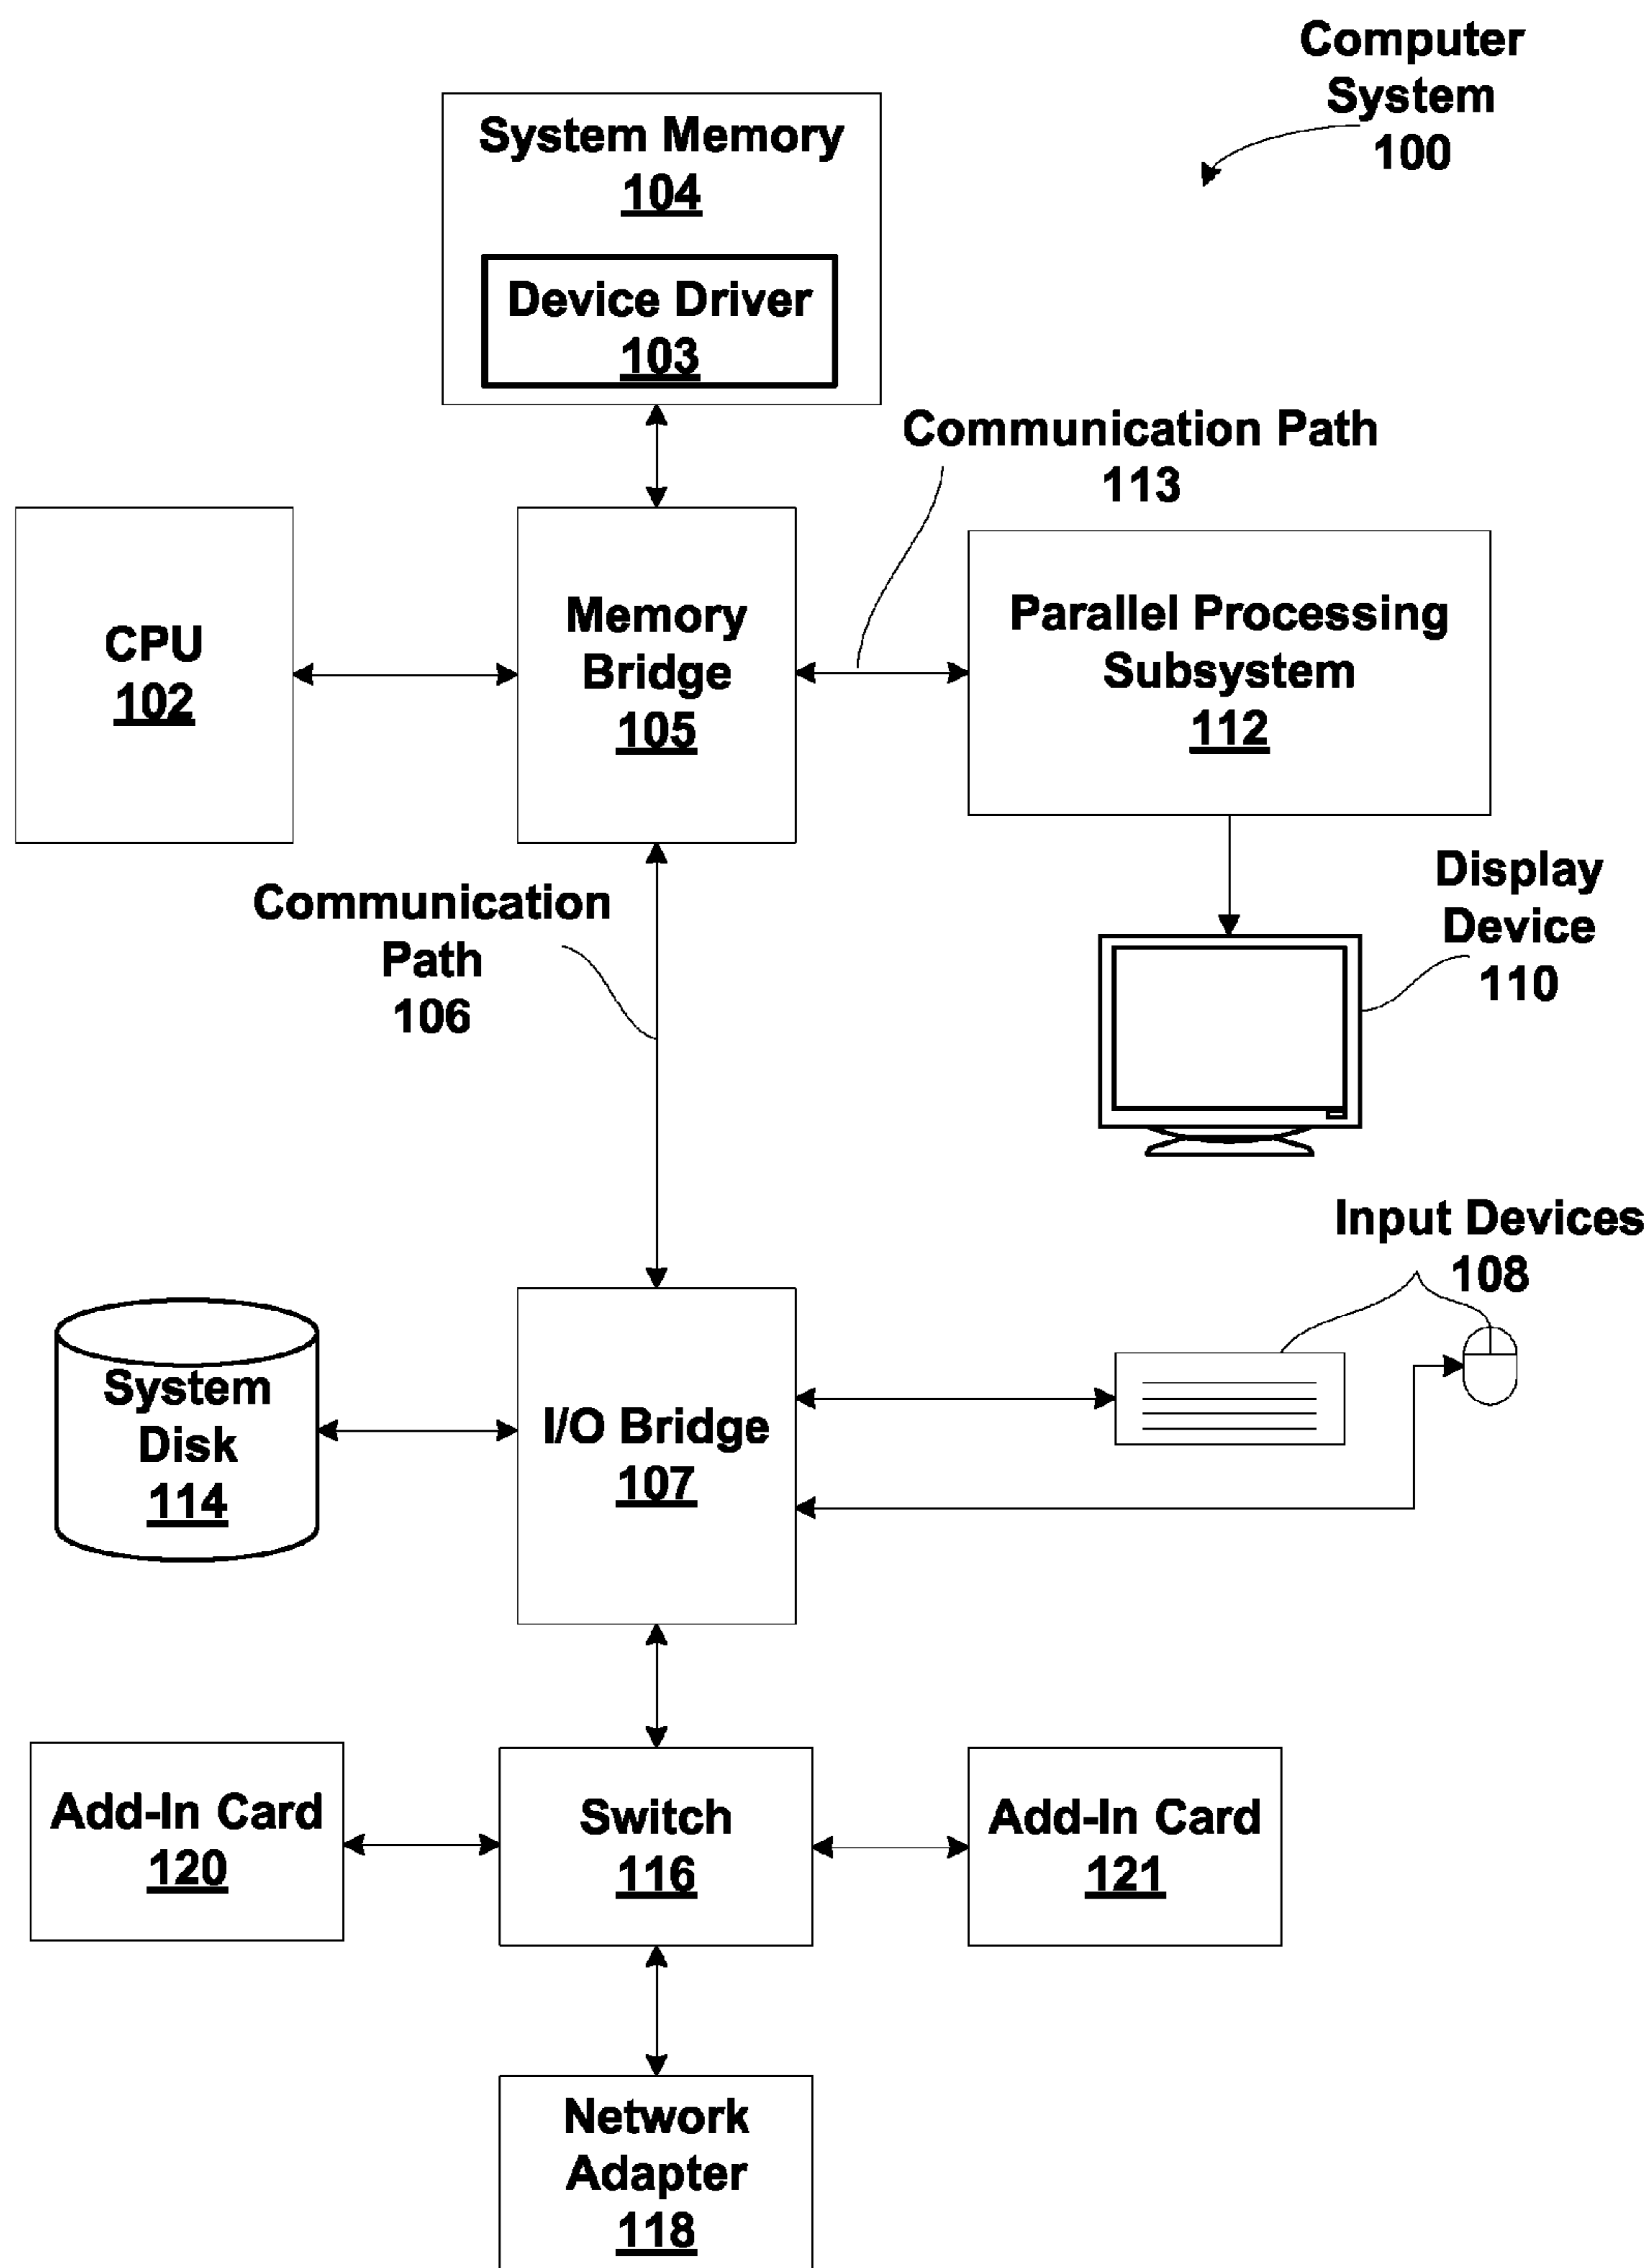 Computer
System
100
System Memory
104
Device Driver
103
Communication Path
113
CPU
102
Memory
Bridge
105
Parallel Processing
Subsystem
112
Communication
Path
106
Display
Device
110
Input Devices
108
System
Disk
114
I/O Bridge
107
Add-In Card
120
Switch
116
Add-In Card
121
Network
Adapter
118